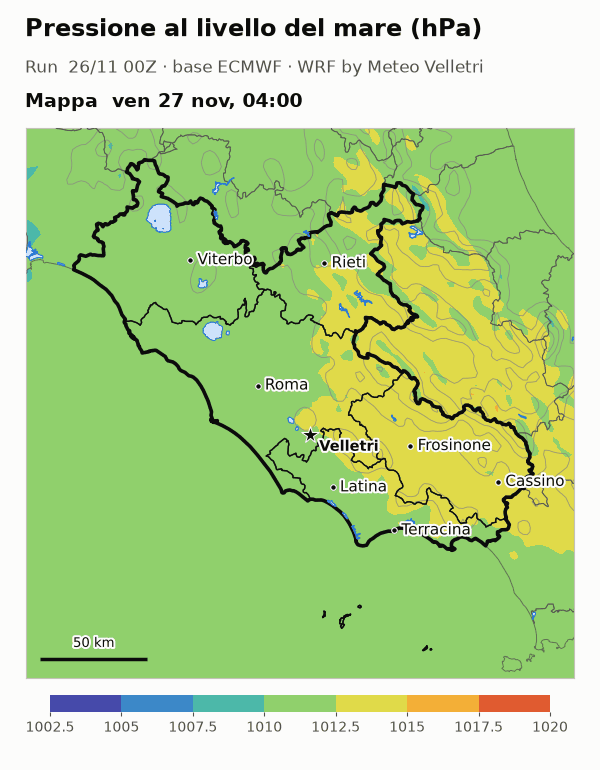 Pressione al livello del mare (hPa)
Run  26/11 00Z · base ECMWF · WRF by Meteo Velletri
Mappa  ven 27 nov, 04:00
Viterbo
Rieti
Roma
Velletri
Frosinone
Cassino
Latina
Terracina
50 km
1002.5 1005 1007.5 1010 1012.5 1015 1017.5 1020